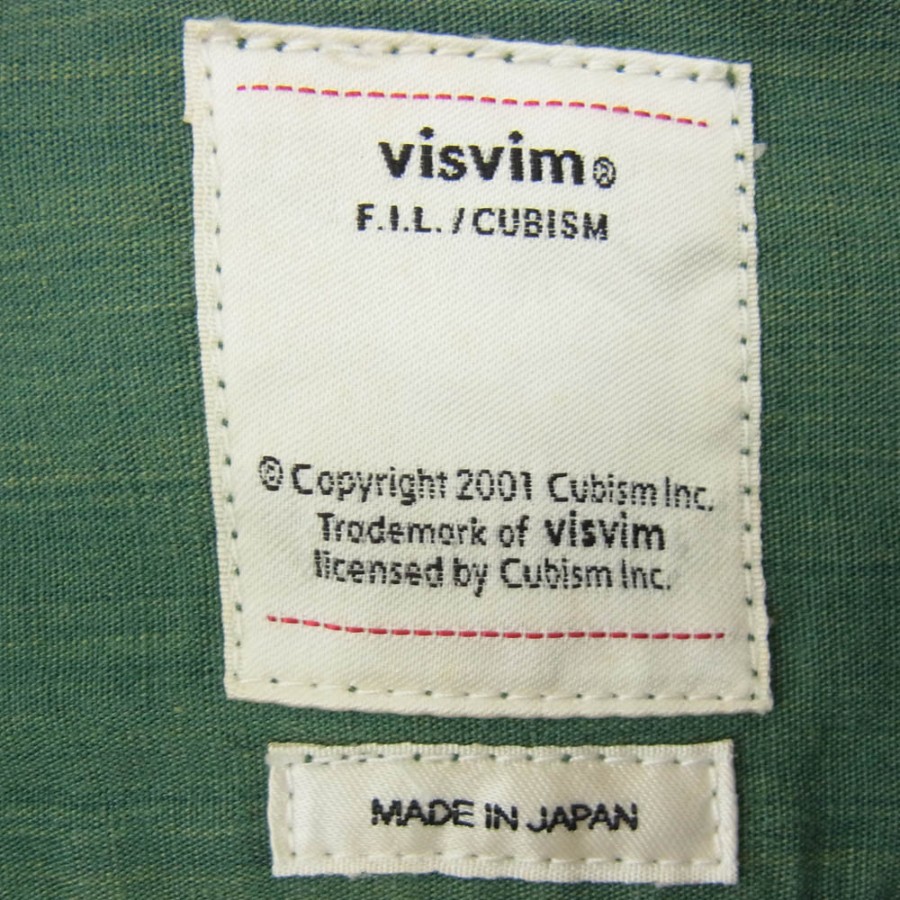 visvim®
F.I.L. / CUBISM
© Copyright 2001 Cubism Inc.
Trademark of visvim
licensed by Cubism Inc.
MADE IN JAPAN